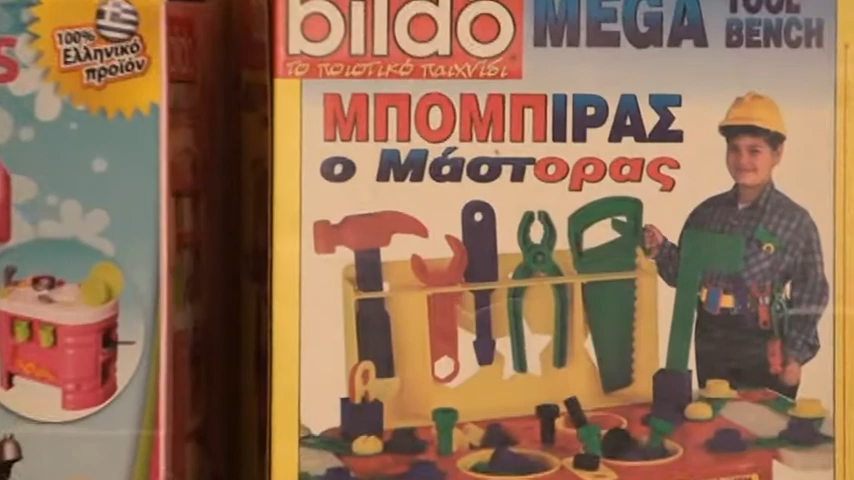 100%
Ελληνικό
προϊόν
bildo
το ποιοτικό παιχνίδι
MEGA TOOL BENCH
ΜΠΟΜΠΙΡΑΣ
ο Μάστορας